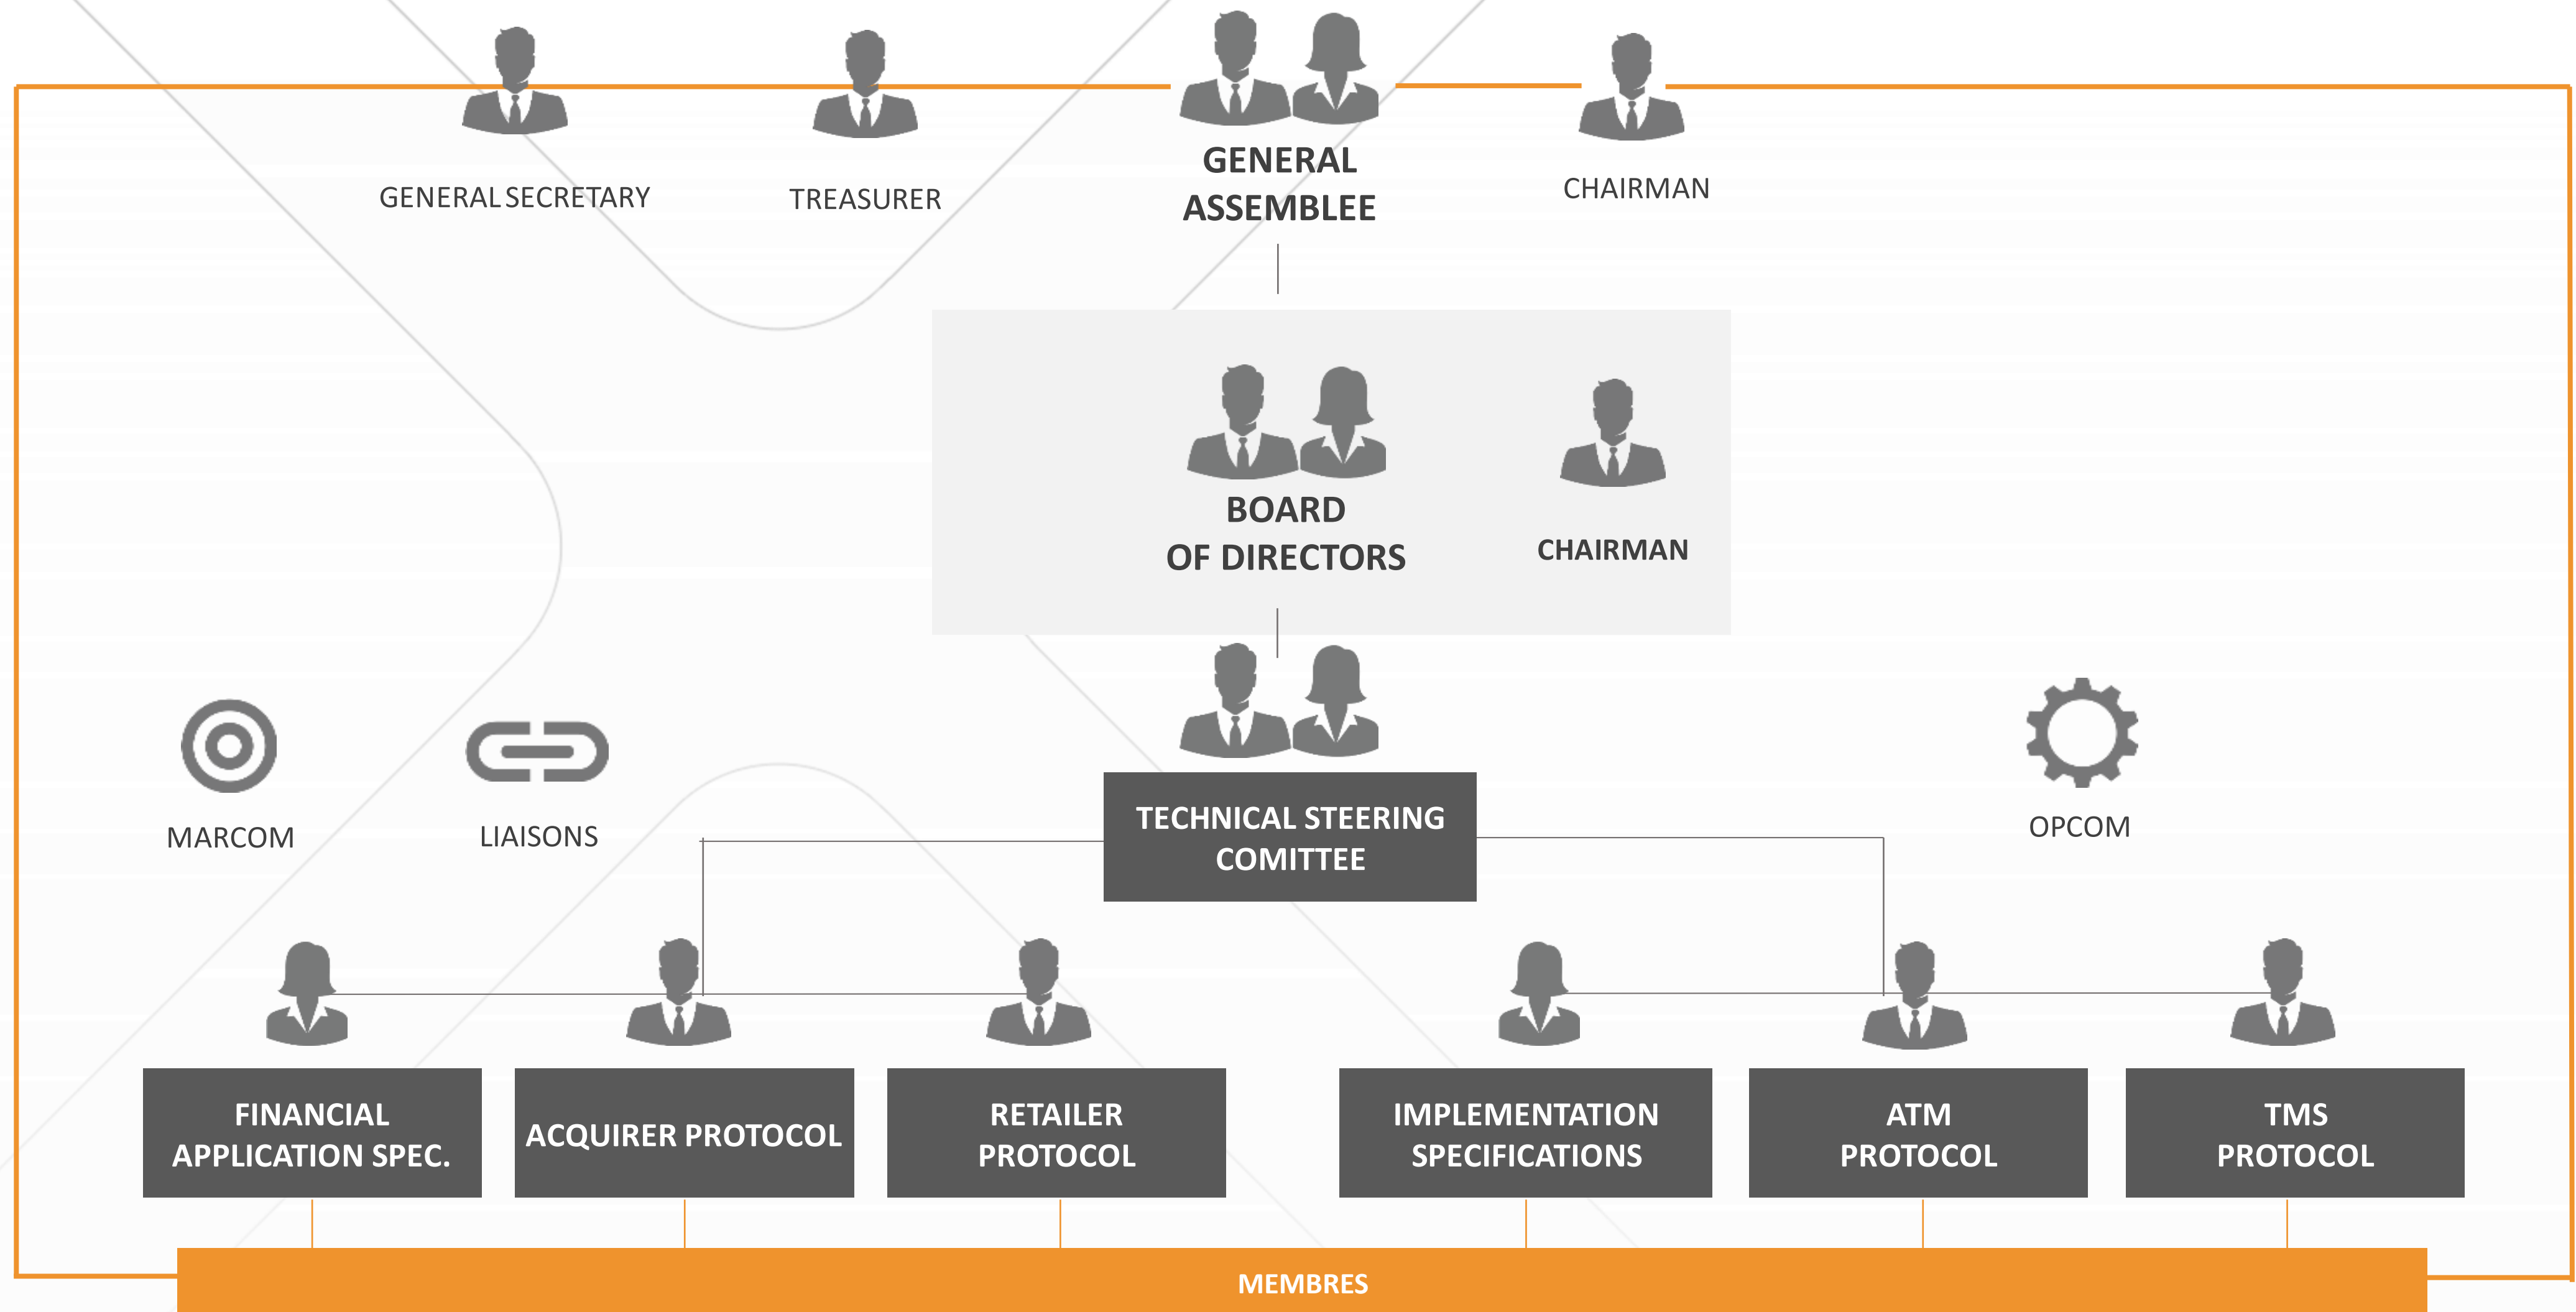 GENERAL SECRETARY
TREASURER
GENERAL
ASSEMBLEE
CHAIRMAN
BOARD
OF DIRECTORS
CHAIRMAN
MARCOM
LIAISONS
TECHNICAL STEERING
COMITTEE
OPCOM
FINANCIAL
APPLICATION SPEC.
ACQUIRER PROTOCOL
RETAILER
PROTOCOL
IMPLEMENTATION
SPECIFICATIONS
ATM
PROTOCOL
TMS
PROTOCOL
MEMBRES